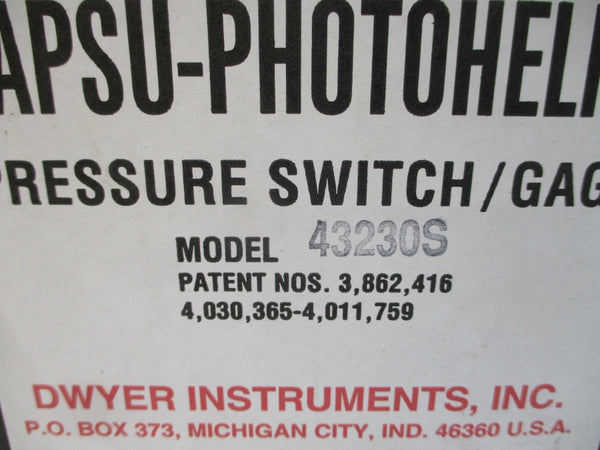 APSU-PHOTOHELI
PRESSURE SWITCH/GAG
MODEL 43230S
PATENT NOS. 3,862,416
4,030,365-4,011,759
DWYER INSTRUMENTS, INC.
P.O. BOX 373, MICHIGAN CITY, IND. 46360 U.S.A.